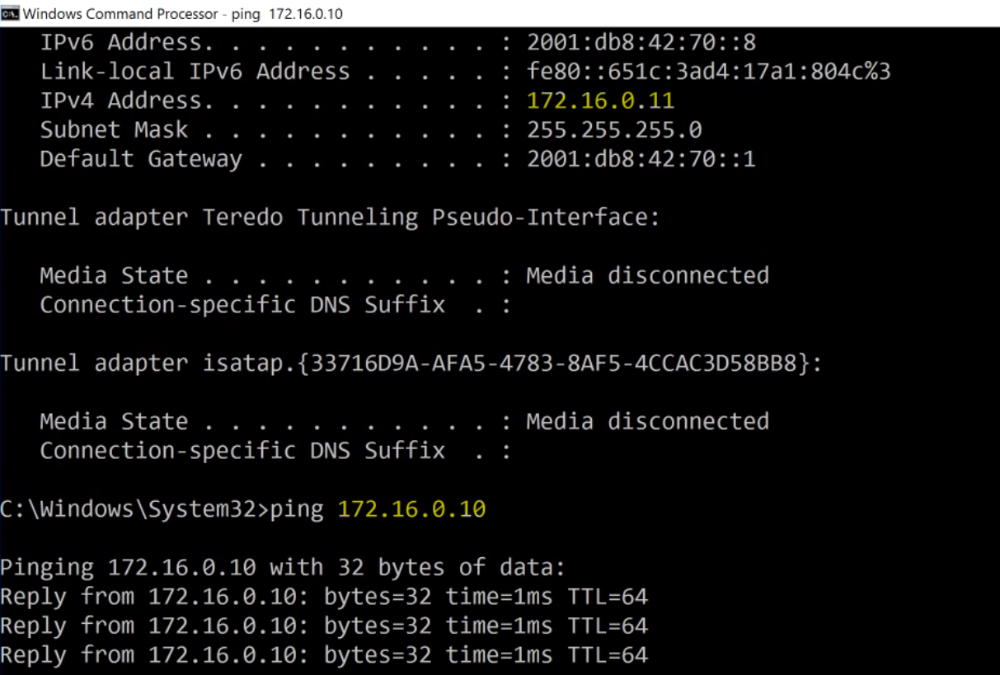 Windows Command Processor - ping 172.16.0.10
IPv6 Address. . . . . . . . . . . : 2001:db8:42:70::8
Link-local IPv6 Address . . . . . : fe80::651c:3ad4:17a1:804c%3
IPv4 Address. . . . . . . . . . . : 172.16.0.11
Subnet Mask . . . . . . . . . . . : 255.255.255.0
Default Gateway . . . . . . . . . : 2001:db8:42:70::1
Tunnel adapter Teredo Tunneling Pseudo-Interface:
Media State . . . . . . . . . . . : Media disconnected
Connection-specific DNS Suffix  . :
Tunnel adapter isatap.{33716D9A-AFA5-4783-8AF5-4CCAC3D58BB8}:
Media State . . . . . . . . . . . : Media disconnected
Connection-specific DNS Suffix  . :
C:\Windows\System32>ping 172.16.0.10
Pinging 172.16.0.10 with 32 bytes of data:
Reply from 172.16.0.10: bytes=32 time=1ms TTL=64
Reply from 172.16.0.10: bytes=32 time=1ms TTL=64
Reply from 172.16.0.10: bytes=32 time=1ms TTL=64